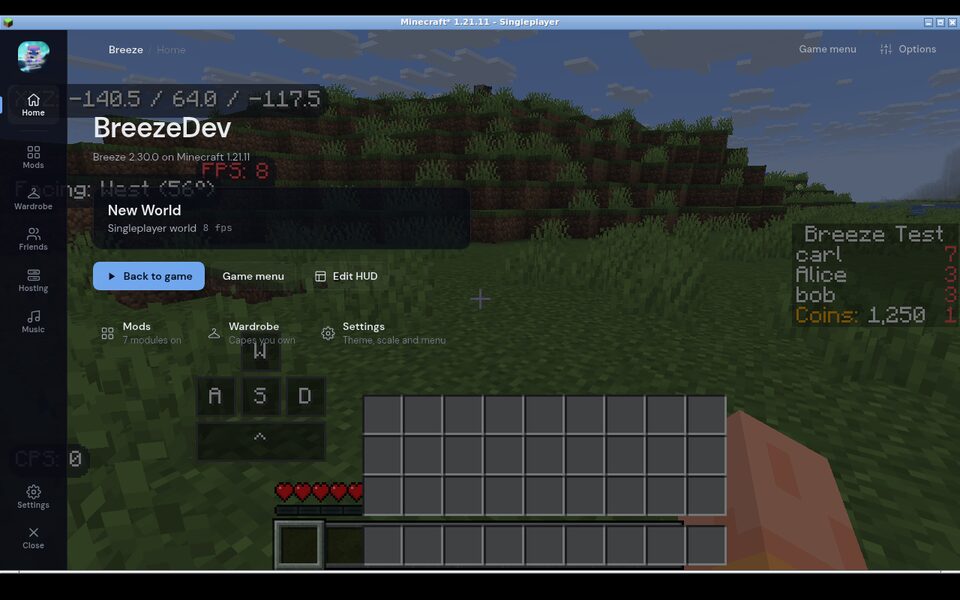 Minecraft* 1.21.11 - Singleplayer
Breeze / Home
Game menu
Options
Home
-140.5 / 64.0 / -117.5
BreezeDev
Breeze 2.30.0 on Minecraft 1.21.11
FPS: 8
Mods
Facing: West (56°)
Wardrobe
New World
Singleplayer world 8 fps
Friends
Breeze Test
carl 7
Alice 3
bob 3
Coins: 1,250 1
Hosting
Back to game
Game menu
Edit HUD
Music
Mods
7 modules on
Wardrobe
Capes you own
Settings
Theme, scale and menu
W
A
S
D
^
CPS: 0
Settings
Close